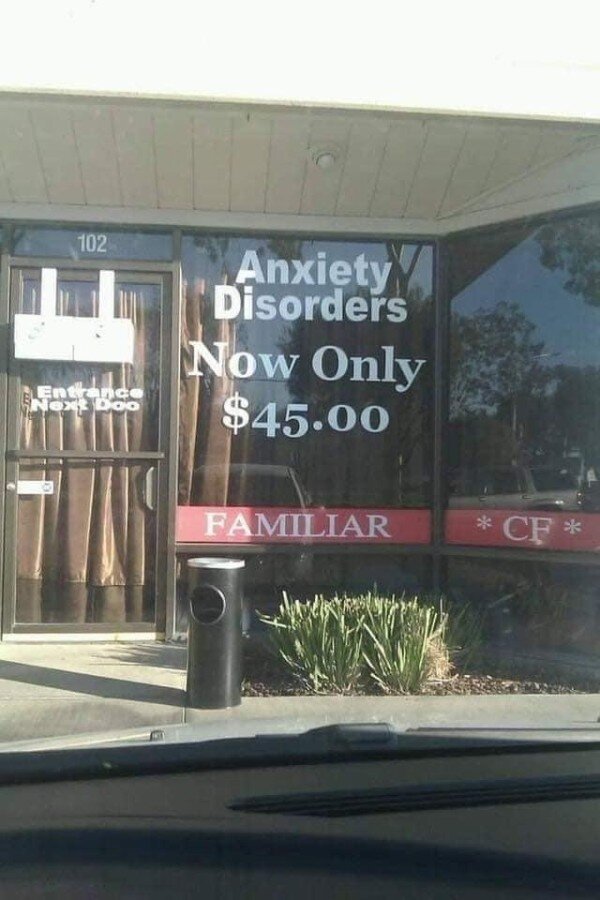 102
Anxiety
Disorders
Now Only
$45.00
Entrance
Next Doo
FAMILIAR
* CF *